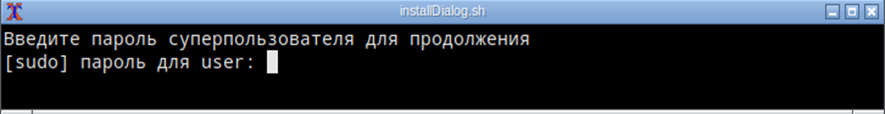 installDialog.sh
Введите пароль суперпользователя для продолжения
[sudo] пароль для user: